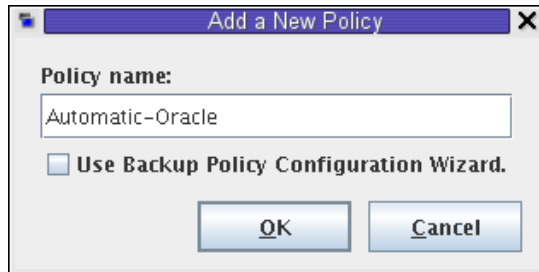 Add a New Policy
Policy name:
Automatic-Oracle
Use Backup Policy Configuration Wizard.
OK
Cancel